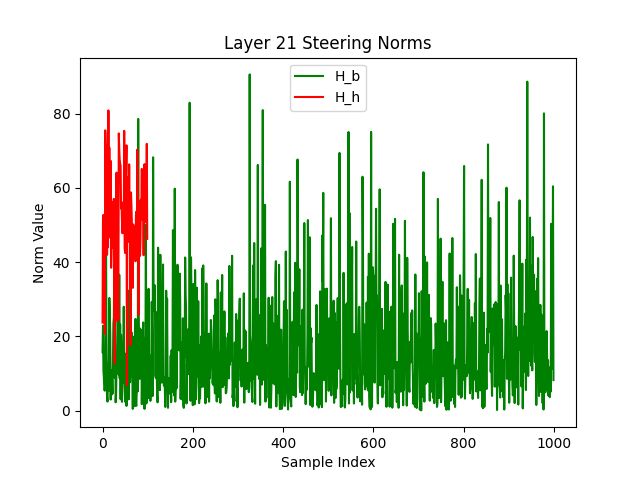 Layer 21 Steering Norms
H_b
H_h
Norm Value
80
60
40
20
0
0 200 400 600 800 1000
Sample Index